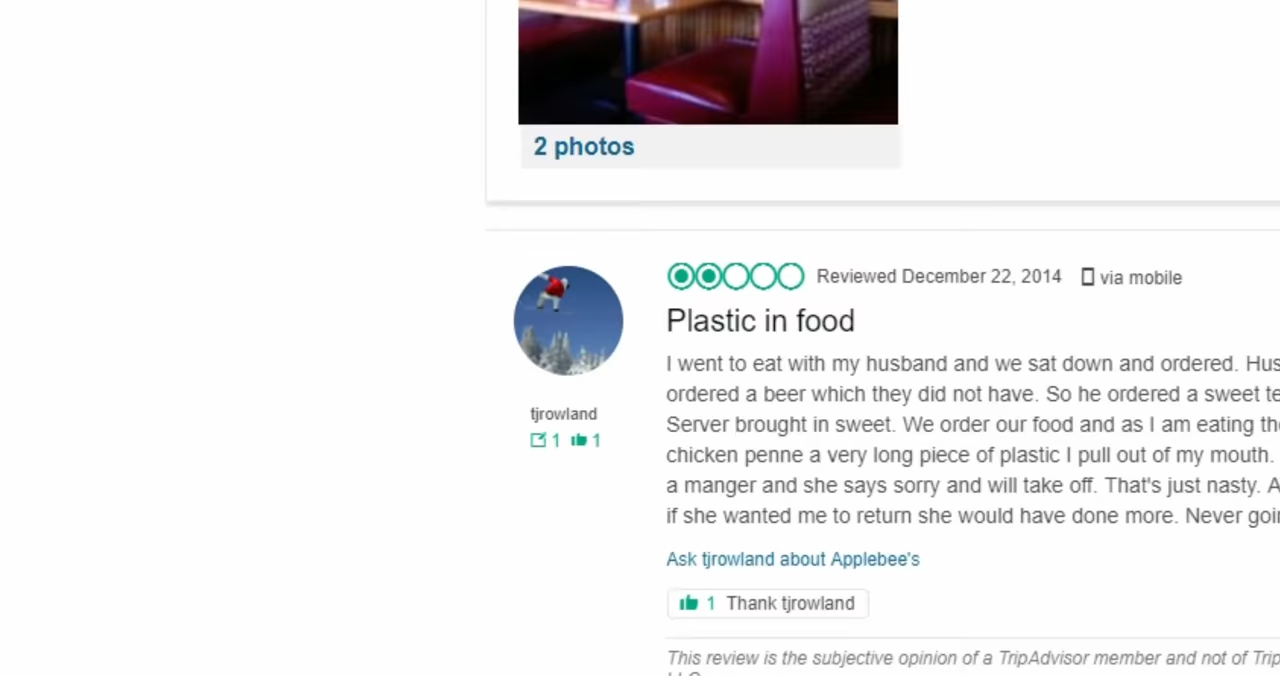 2 photos
Reviewed December 22, 2014 via mobile
Plastic in food
I went to eat with my husband and we sat down and ordered.
ordered a beer which they did not have. So he ordered a sweet
Server brought in sweet. We order our food and as I am eating
chicken penne a very long piece of plastic I pull out of my mouth.
a manger and she says sorry and will take off. That's just nasty.
if she wanted me to return she would have done more. Never
tjrowland
1 1
Ask tjrowland about Applebee's
1 Thank tjrowland
This review is the subjective opinion of a TripAdvisor member and not of